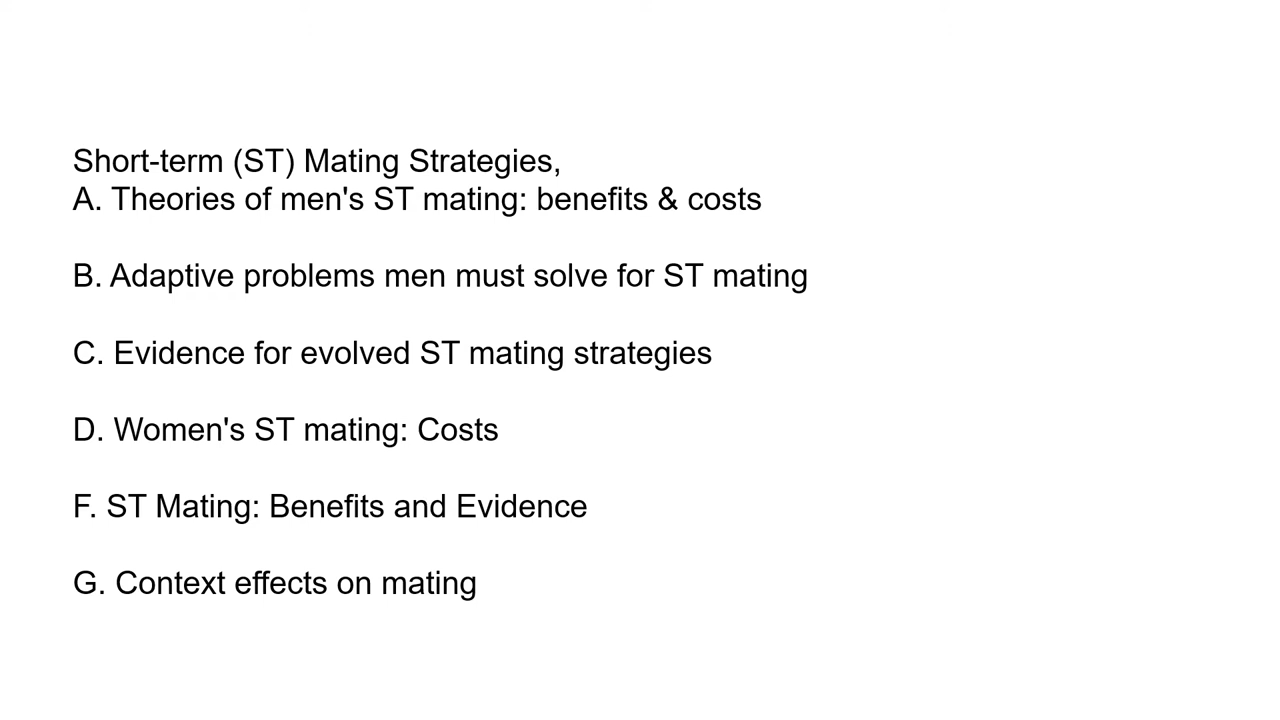 Short-term (ST) Mating Strategies,
A. Theories of men's ST mating: benefits & costs
B. Adaptive problems men must solve for ST mating
C. Evidence for evolved ST mating strategies
D. Women's ST mating: Costs
F. ST Mating: Benefits and Evidence
G. Context effects on mating